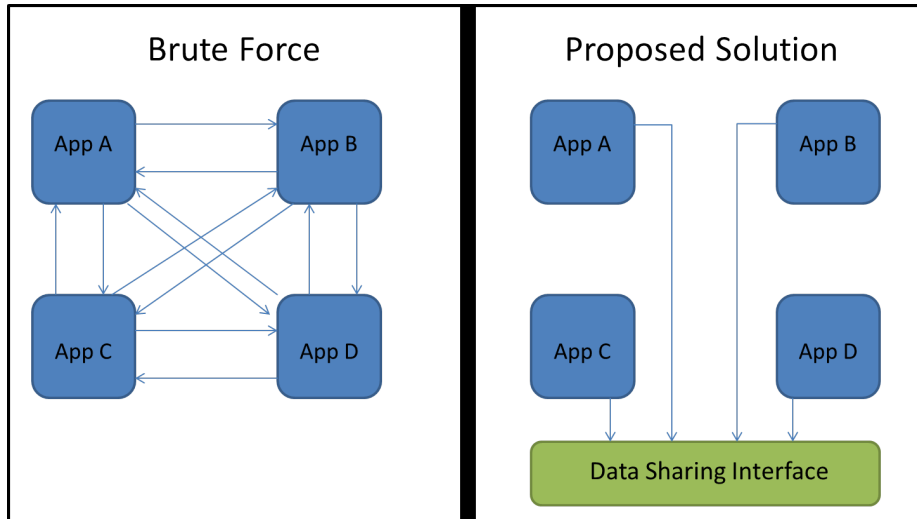 Brute Force
App A
App B
App C
App D
Proposed Solution
App A
App B
App C
App D
Data Sharing Interface